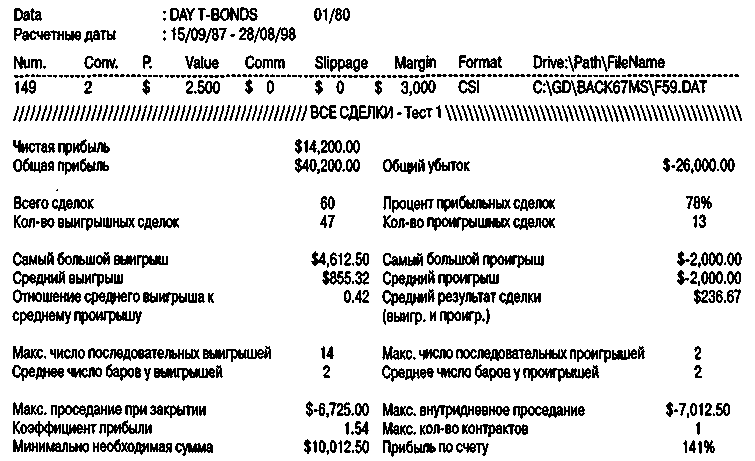 Data : DAY T-BONDS 01/80
Расчетные даты : 15/09/87 - 28/08/98
Num. Conv. P. Value Comm Slippage Margin Format Drive:\Path\FileName
149 2 $ 2.500 $ 0 $ 0 $ 3,000 CSI C:\GD\BACK67MS\F59.DAT
//////////////////////////////////////////// ВСЕ СДЕЛКИ - Тест 1 \\\\\\\\\\\\\\\\\\\\\\\\\\\\\\\\\\\\\\\\\\\\
Чистая прибыль $14,200.00
Общая прибыль $40,200.00 Общий убыток $-26,000.00
Всего сделок 60 Процент прибыльных сделок 78%
Кол-во выигрышных сделок 47 Кол-во проигрышных сделок 13
Самый большой выигрыш $4,612.50 Самый большой проигрыш $-2,000.00
Средний выигрыш $855.32 Средний проигрыш $-2,000.00
Отношение среднего выигрыша к 0.42 Средний результат сделки $236.67
среднему проигрышу (выигр. и проигр.)
Макс. число последовательных выигрышей 14 Макс. число последовательных проигрышей 2
Среднее число баров у выигрышей 2 Среднее число баров у проигрышей 2
Макс. проседание при закрытии $-6,725.00 Макс. внутридневное проседание $-7,012.50
Коэффициент прибыли 1.54 Макс. кол-во контрактов 1
Минимально необходимая сумма $10,012.50 Прибыль по счету 141%